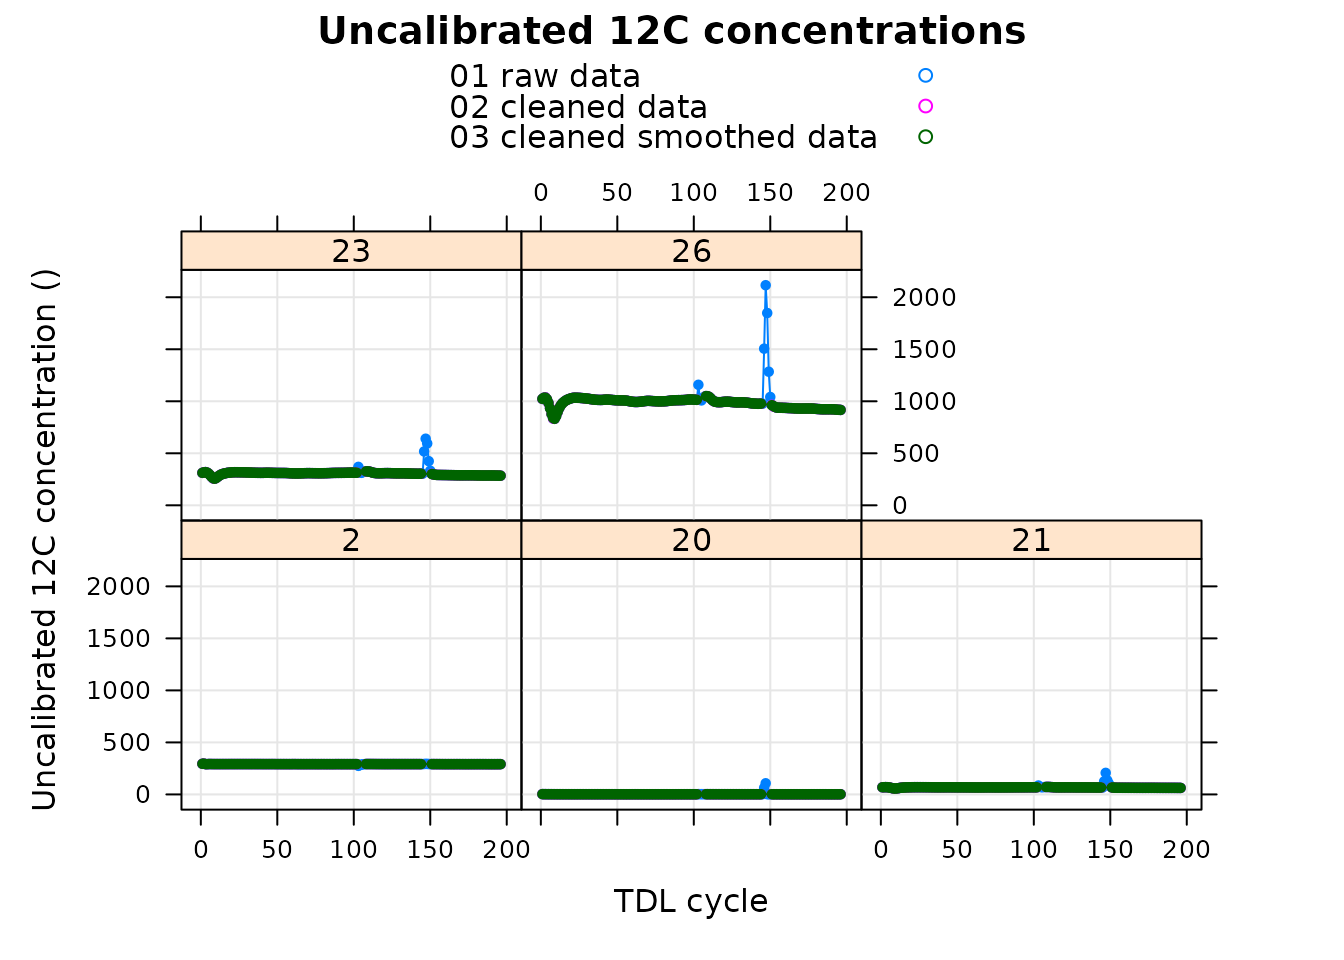 Uncalibrated 12C concentrations
01 raw data
02 cleaned data
03 cleaned smoothed data
0 50 100 150 200
23 26
2000
1500
1000
500
0
Uncalibrated 12C concentration ()
2 20 21
2000
1500
1000
500
0
0 50 100 150 200 0 50 100 150 200
TDL cycle